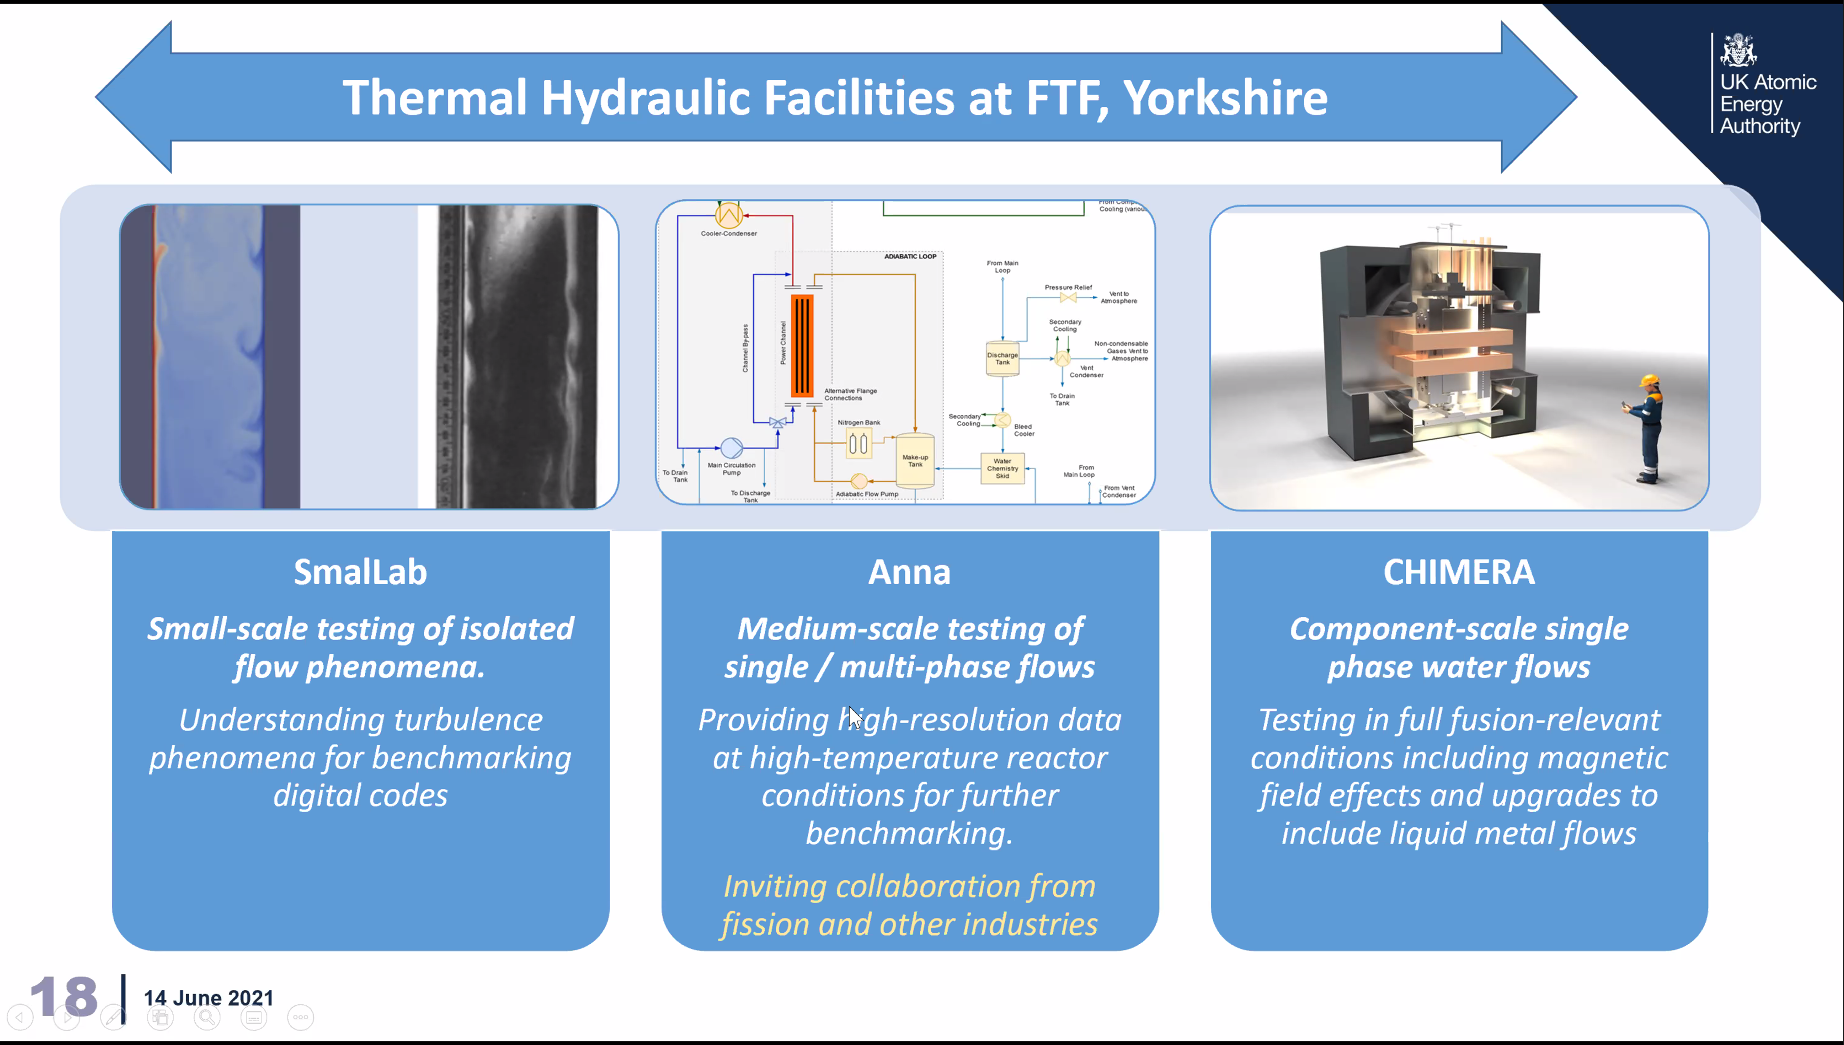 Thermal Hydraulic Facilities at FTF, Yorkshire
UK Atomic
Energy
Authority
Cooler-Condenser
ADIABATIC LOOP
Channel Bypass
Power Channel
Alternative Flange
Connections
Nitrogen Bank
Main Circulation
Pump
To Drain
Tank
To Discharge
Tank
Adiabatic Flow Pump
Make-up
Tank
Cooling
From Main
Loop
Pressure Relief
Vent to
Atmosphere
Secondary
Cooling
Non-condensable
Gases Vent to
Atmosphere
Discharge
Tank
Vent
Condenser
To Drain
Tank
Secondary
Cooling
Bleed
Cooler
Water
Chemistry
Skid
From
Main Loop
From Vent
Condenser
SmalLab
Small-scale testing of isolated
flow phenomena.
Understanding turbulence
phenomena for benchmarking
digital codes
Anna
Medium-scale testing of
single / multi-phase flows
Providing high-resolution data
at high-temperature reactor
conditions for further
benchmarking.
Inviting collaboration from
fission and other industries
CHIMERA
Component-scale single
phase water flows
Testing in full fusion-relevant
conditions including magnetic
field effects and upgrades to
include liquid metal flows
18
14 June 2021